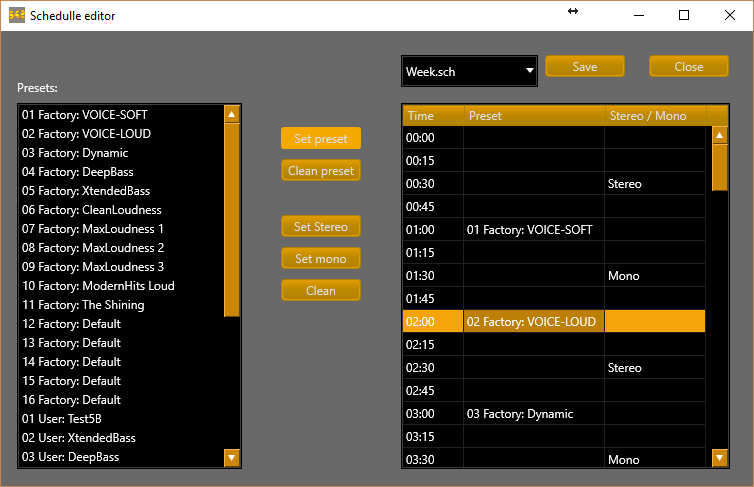 Schedulle editor
Week.sch
Save
Close
Presets:
01 Factory: VOICE-SOFT
02 Factory: VOICE-LOUD
03 Factory: Dynamic
04 Factory: DeepBass
05 Factory: XtendedBass
06 Factory: CleanLoudness
07 Factory: MaxLoudness 1
08 Factory: MaxLoudness 2
09 Factory: MaxLoudness 3
10 Factory: ModernHits Loud
11 Factory: The Shining
12 Factory: Default
13 Factory: Default
14 Factory: Default
15 Factory: Default
16 Factory: Default
01 User: Test5B
02 User: XtendedBass
03 User: DeepBass
Set preset
Clean preset
Set Stereo
Set mono
Clean
Time Preset Stereo / Mono
00:00
00:15
00:30 Stereo
00:45
01:00 01 Factory: VOICE-SOFT
01:15
01:30 Mono
01:45
02:00 02 Factory: VOICE-LOUD
02:15
02:30 Stereo
02:45
03:00 03 Factory: Dynamic
03:15
03:30 Mono